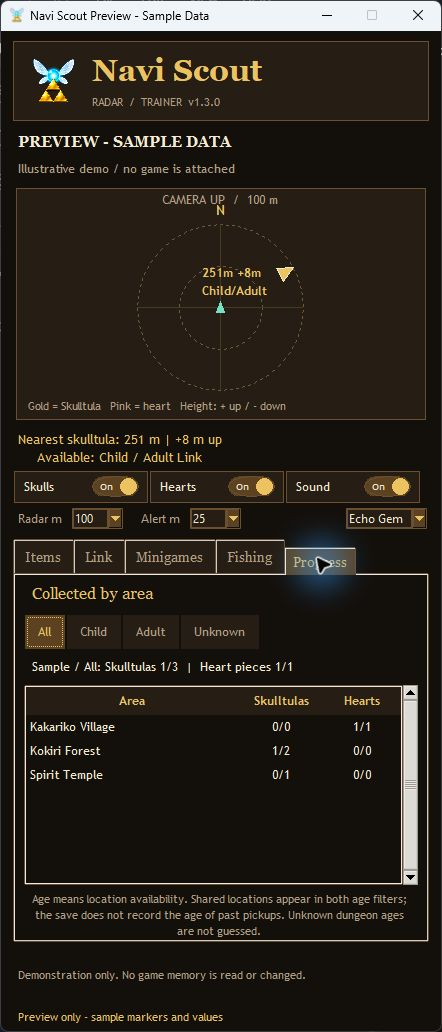 Navi Scout Preview - Sample Data
Navi Scout
RADAR / TRAINER v1.3.0
PREVIEW - SAMPLE DATA
Illustrative demo / no game is attached
CAMERA UP / 100 m
N
251m +8m
Child/Adult
Gold = Skulltula Pink = heart Height: + up / - down
Nearest skulltula: 251 m | +8 m up
Available: Child / Adult Link
Skulls On Hearts On Sound On
Radar m 100 Alert m 25 Echo Gem
Items Link Minigames Fishing Progress
Collected by area
All Child Adult Unknown
Sample / All: Skulltulas 1/3 | Heart pieces 1/1
Area Skulltulas Hearts
Kakariko Village 0/0 1/1
Kokiri Forest 1/2 0/0
Spirit Temple 0/1 0/0
Age means location availability. Shared locations appear in both age filters;
the save does not record the age of past pickups. Unknown dungeon ages
are not guessed.
Demonstration only. No game memory is read or changed.
Preview only - sample markers and values